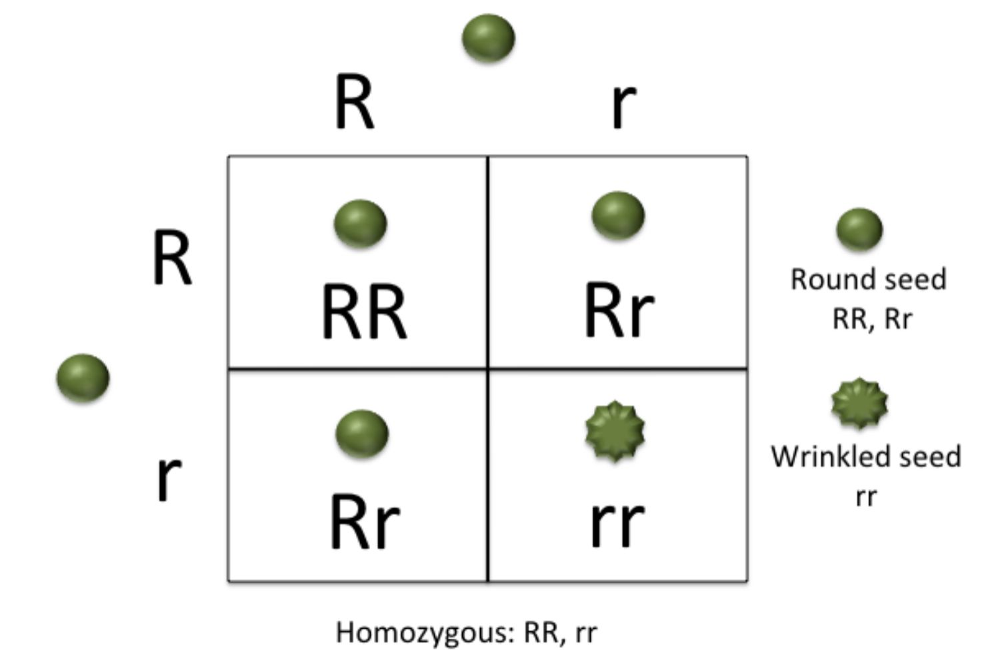 R r
R
RR Rr
Round seed
RR, Rr
r
Rr rr
Wrinkled seed
rr
Homozygous: RR, rr